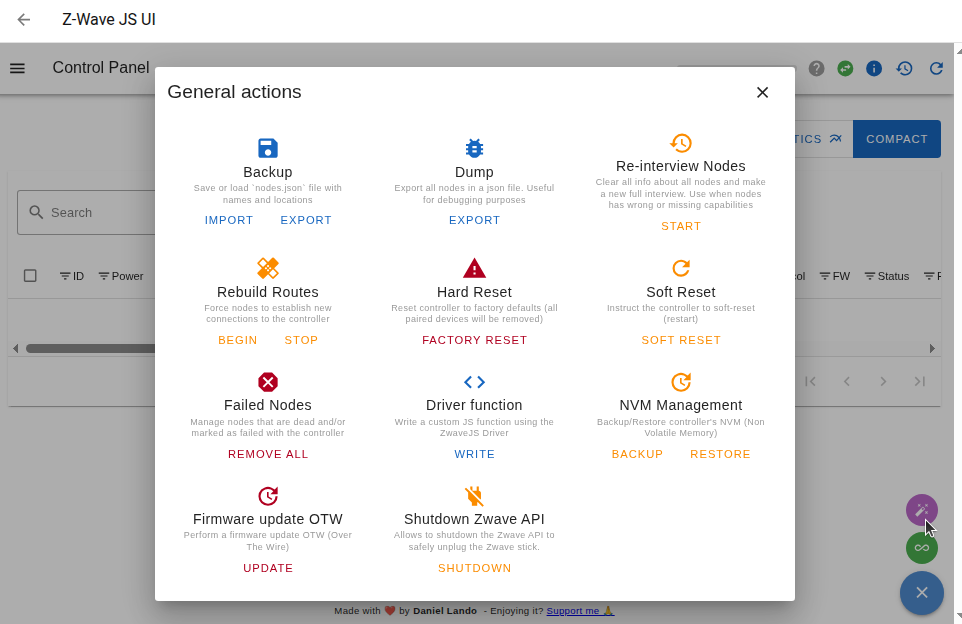 Z-Wave JS UI
Control Panel
General actions
TICS
COMPACT
Search
ID
Power
col
FW
Status
Backup
Save or load `nodes.json` file with
names and locations
IMPORT
EXPORT
Dump
Export all nodes in a json file. Useful
for debugging purposes
EXPORT
Re-interview Nodes
Clear all info about all nodes and make
a new full interview. Use when nodes
has wrong or missing capabilities
START
Rebuild Routes
Force nodes to establish new
connections to the controller
BEGIN
STOP
Hard Reset
Reset controller to factory defaults (all
paired devices will be removed)
FACTORY RESET
Soft Reset
Instruct the controller to soft-reset
(restart)
SOFT RESET
Failed Nodes
Manage nodes that are dead and/or
marked as failed with the controller
REMOVE ALL
Driver function
Write a custom JS function using the
ZwaveJS Driver
WRITE
NVM Management
Backup/Restore controller's NVM (Non
Volatile Memory)
BACKUP
RESTORE
Firmware update OTW
Perform a firmware update OTW (Over
The Wire)
UPDATE
Shutdown Zwave API
Allows to shutdown the Zwave API to
safely unplug the Zwave stick.
SHUTDOWN
Made with ❤️ by Daniel Lando - Enjoying it? Support me 🙏